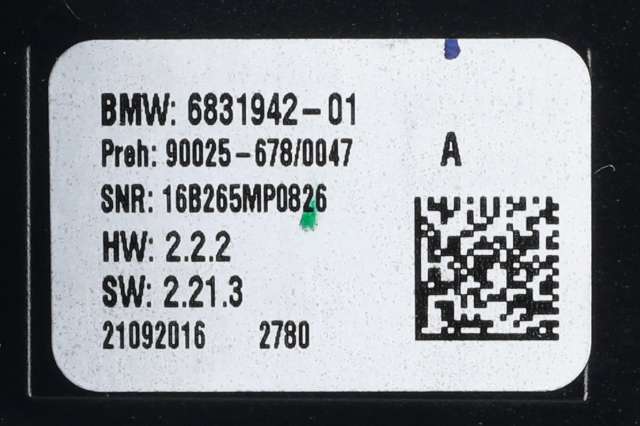 BMW: 6831942-01
Preh: 90025-678/0047
A
SNR: 16B265MP0826
HW: 2.2.2
SW: 2.21.3
21092016 2780